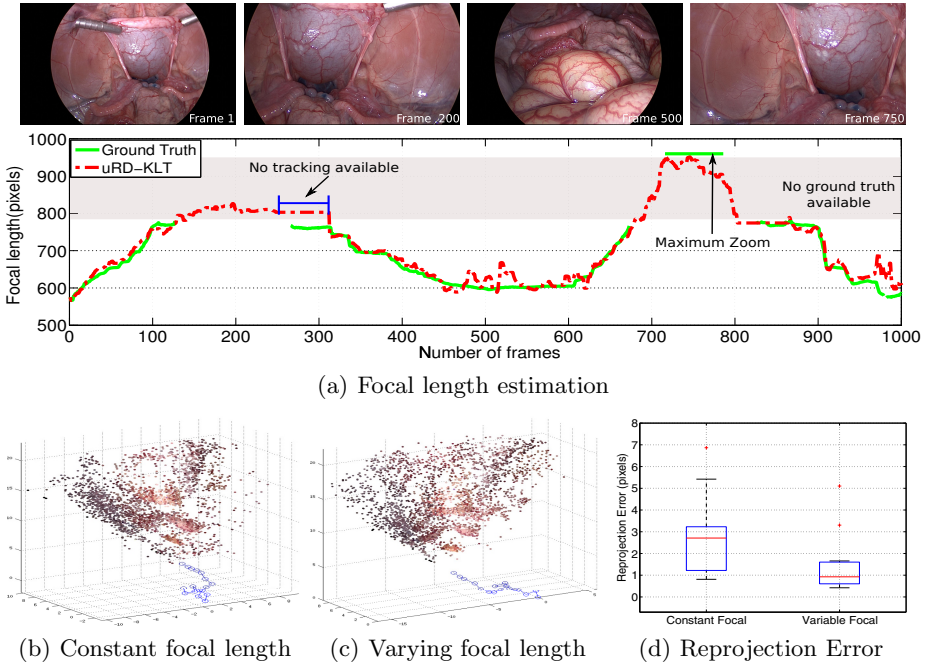 Frame 1
Frame .200
Frame 500
Frame 750
1000
900
800
700
600
500
Focal length(pixels)
Ground Truth
uRD-KLT
No tracking available
No ground truth
available
Maximum Zoom
0 100 200 300 400 500 600 700 800 900 1000
Number of frames
(a) Focal length estimation
8
7
6
5
4
3
2
1
0
Reprojection Error (pixels)
Constant Focal
Variable Focal
(b) Constant focal length
(c) Varying focal length
(d) Reprojection Error